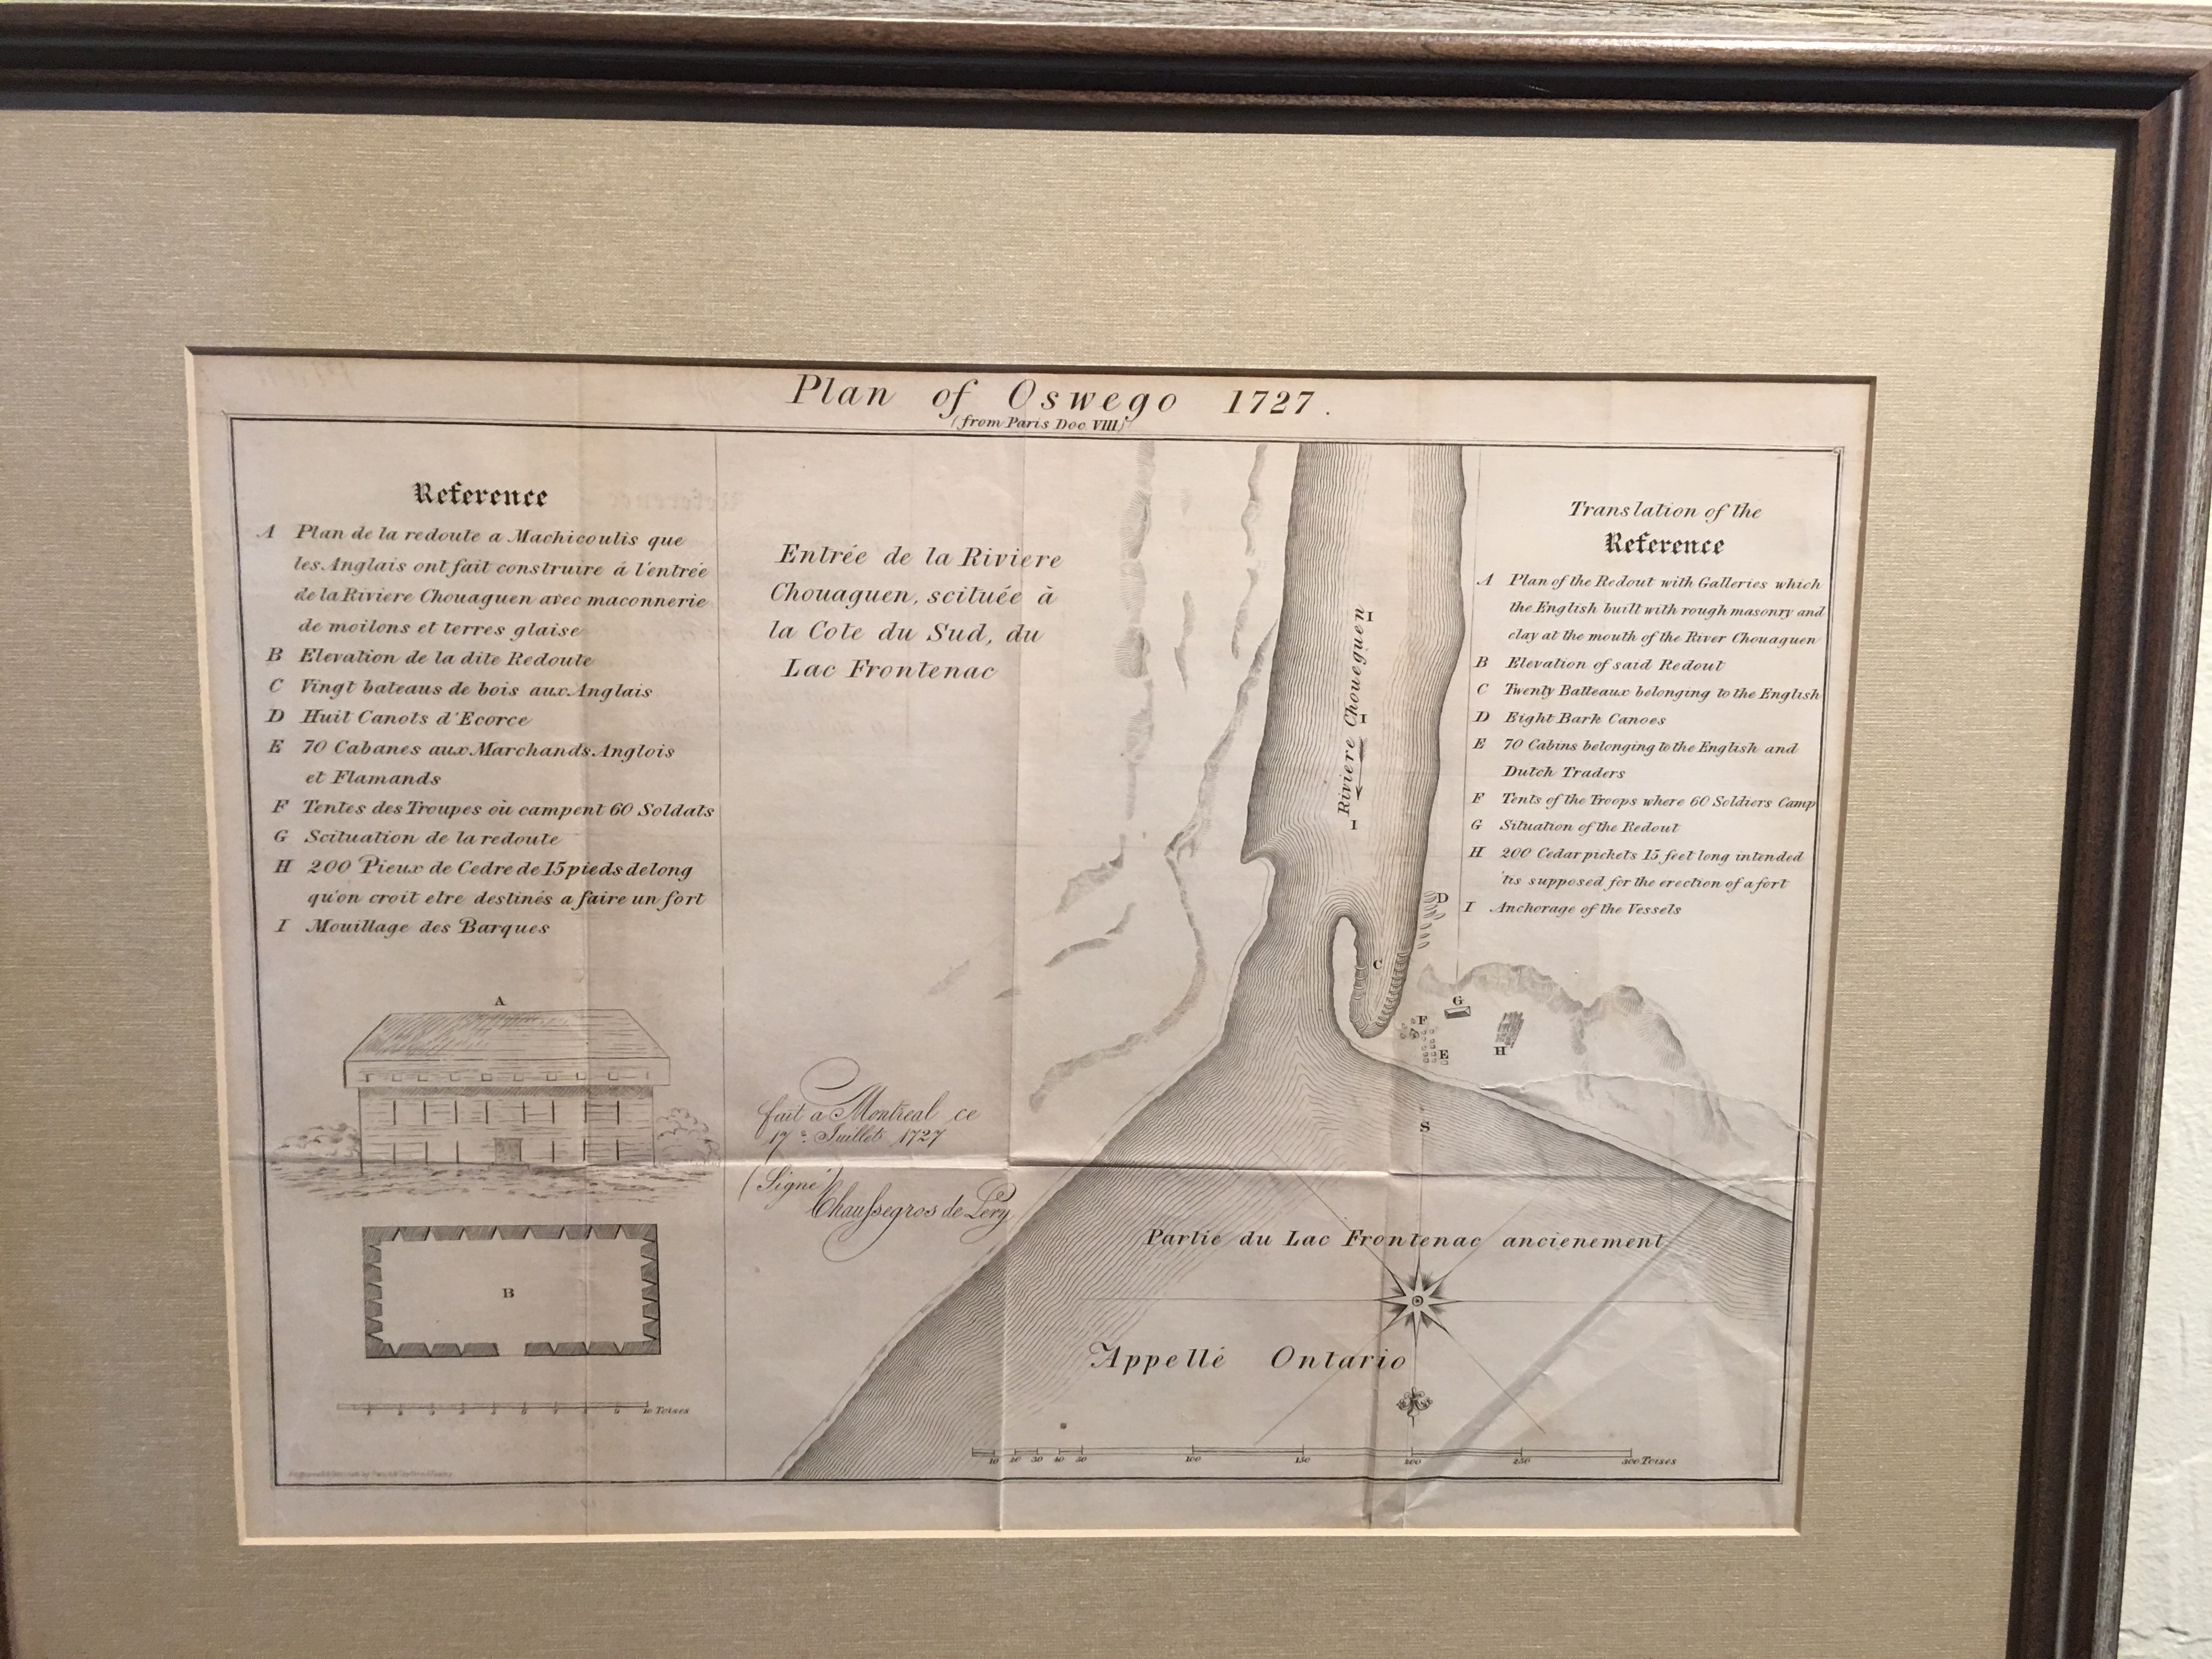 Plan of Oswego 1727.
(from Paris Doc. VIII)
Reference
A Plan de la redoute a Machicoulis que
les Anglais ont fait construire á l'entrée
de la Riviere Chouaguen avec maconnerie
de moilons et terres glaise
B Elevation de la dite Redoute
C Vingt bateaus de bois aux Anglais
D Huit Canots d'Ecorce
E 70 Cabanes aux Marchands Anglois
et Flamands
F Tentes des Troupes où campent 60 Soldats
G Scituation de la redoute
H 200 Pieux de Cedre de 15 pieds de long
qu'on croit etre destinés a faire un fort
I Mouillage des Barques
A
B
10 Toises
Entrée de la Riviere
Chouaguen, scituée à
la Cote du Sud, du
Lac Frontenac
fait a Montreal ce
17e Juillet 1727
(Signé)
Chaussegros de Lery
Riviere Choueguen
I
I
I
D
C
G
F
E
H
S
Partie du Lac Frontenac ancienement
Appellé Ontario
10 20 30 40 50 100 150 200 250 300 Toises
Translation of the
Reference
A Plan of the Redout with Galleries which
the English built with rough masonry and
clay at the mouth of the River Chouaguen
B Elevation of said Redout
C Twenty Batteaux belonging to the English
D Eight Bark Canoes
E 70 Cabins belonging to the English and
Dutch Traders
F Tents of the Troops where 60 Soldiers Camp
G Situation of the Redout
H 200 Cedar pickets 15 feet long intended
'tis supposed for the erection of a fort
I Anchorage of the Vessels